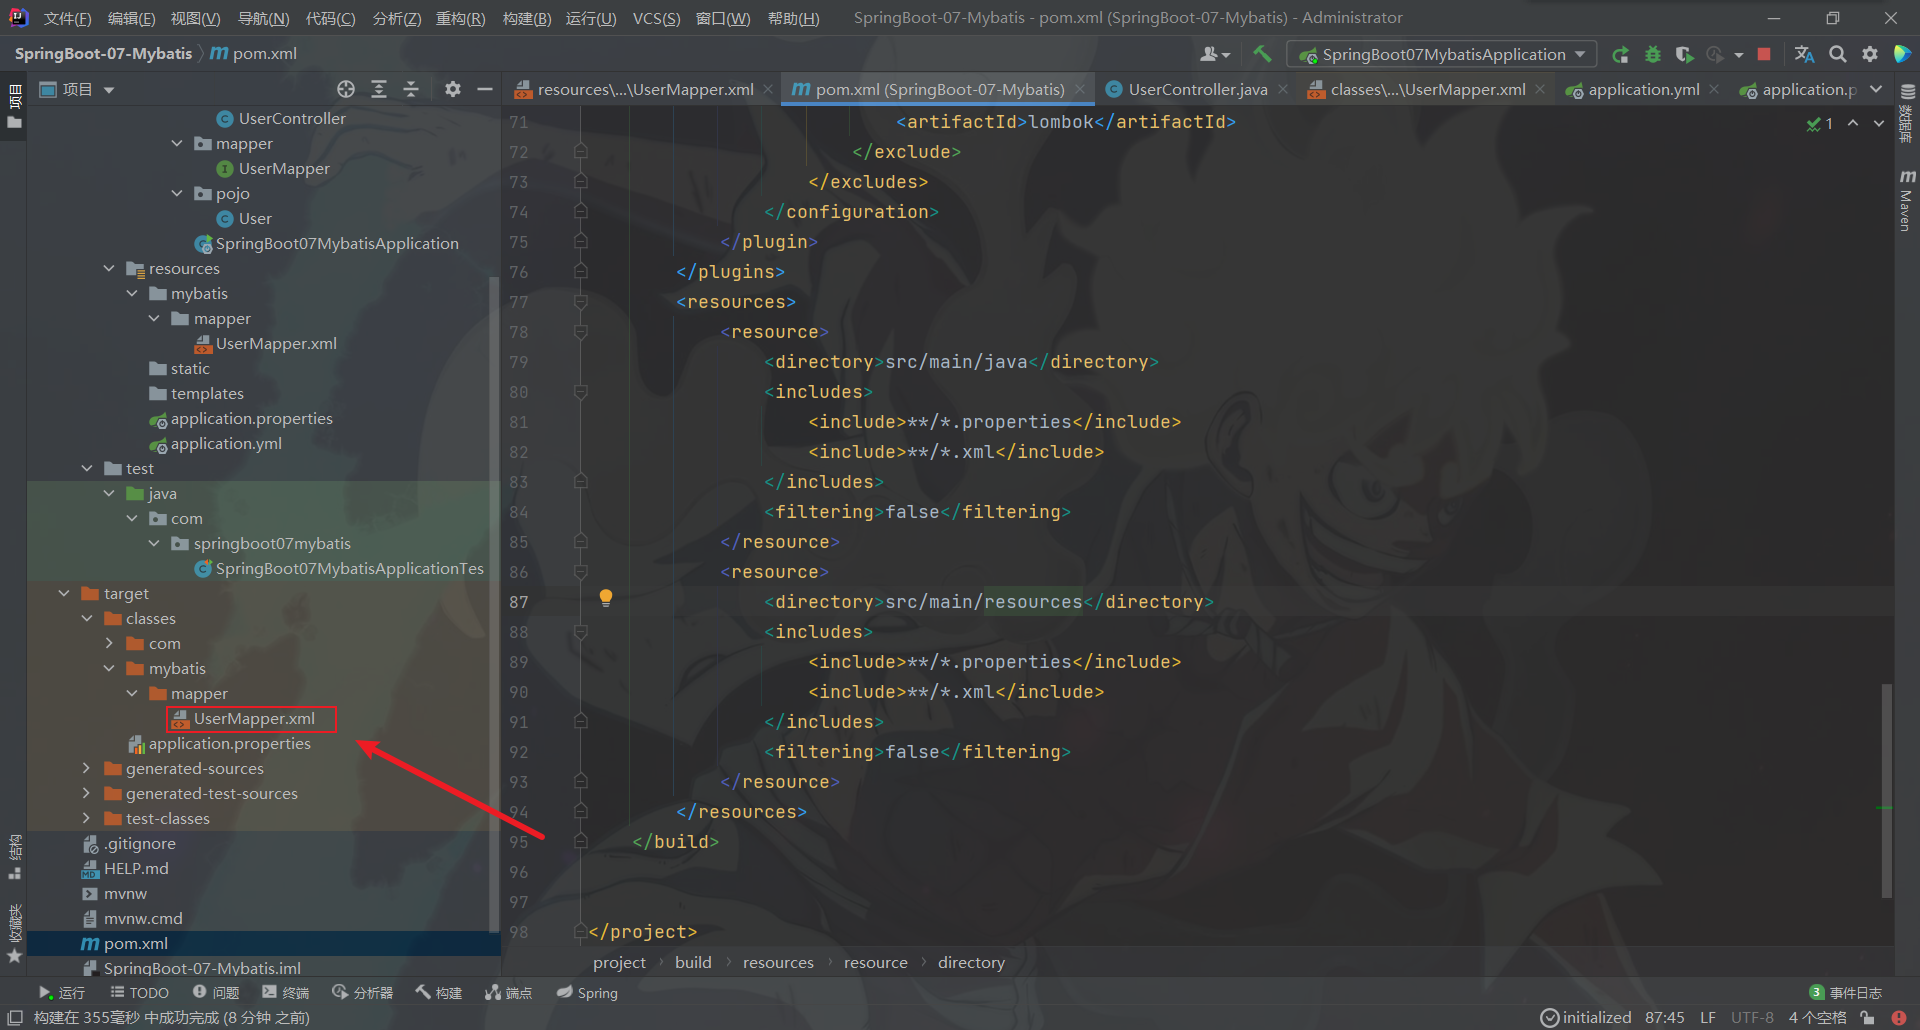 文件(F) 编辑(E) 视图(V) 导航(N) 代码(C) 分析(Z) 重构(R) 构建(B) 运行(U) VCS(S) 窗口(W) 帮助(H) SpringBoot-07-Mybatis - pom.xml (SpringBoot-07-Mybatis) - Administrator
SpringBoot-07-Mybatis pom.xml SpringBoot07MybatisApplication
项目 resources\...\UserMapper.xml pom.xml (SpringBoot-07-Mybatis) UserController.java classes\...\UserMapper.xml application.yml application.p
项目
结构
收藏夹
UserController
mapper
UserMapper
pojo
User
SpringBoot07MybatisApplication
resources
mybatis
mapper
UserMapper.xml
static
templates
application.properties
application.yml
test
java
com
springboot07mybatis
SpringBoot07MybatisApplicationTes
target
classes
com
mybatis
mapper
UserMapper.xml
application.properties
generated-sources
generated-test-sources
test-classes
.gitignore
HELP.md
mvnw
mvnw.cmd
pom.xml
SpringBoot-07-Mybatis.iml
71 <artifactId>lombok</artifactId>
72 </exclude>
73 </excludes>
74 </configuration>
75 </plugin>
76 </plugins>
77 <resources>
78 <resource>
79 <directory>src/main/java</directory>
80 <includes>
81 <include>**/*.properties</include>
82 <include>**/*.xml</include>
83 </includes>
84 <filtering>false</filtering>
85 </resource>
86 <resource>
87 <directory>src/main/resources</directory>
88 <includes>
89 <include>**/*.properties</include>
90 <include>**/*.xml</include>
91 </includes>
92 <filtering>false</filtering>
93 </resource>
94 </resources>
95 </build>
96
97
98 </project>
1
数据库
Maven
project › build › resources › resource › directory
运行 TODO 问题 终端 分析器 构建 端点 Spring 3 事件日志
构建在 355毫秒 中成功完成 (8 分钟 之前) initialized 87:45 LF UTF-8 4 个空格